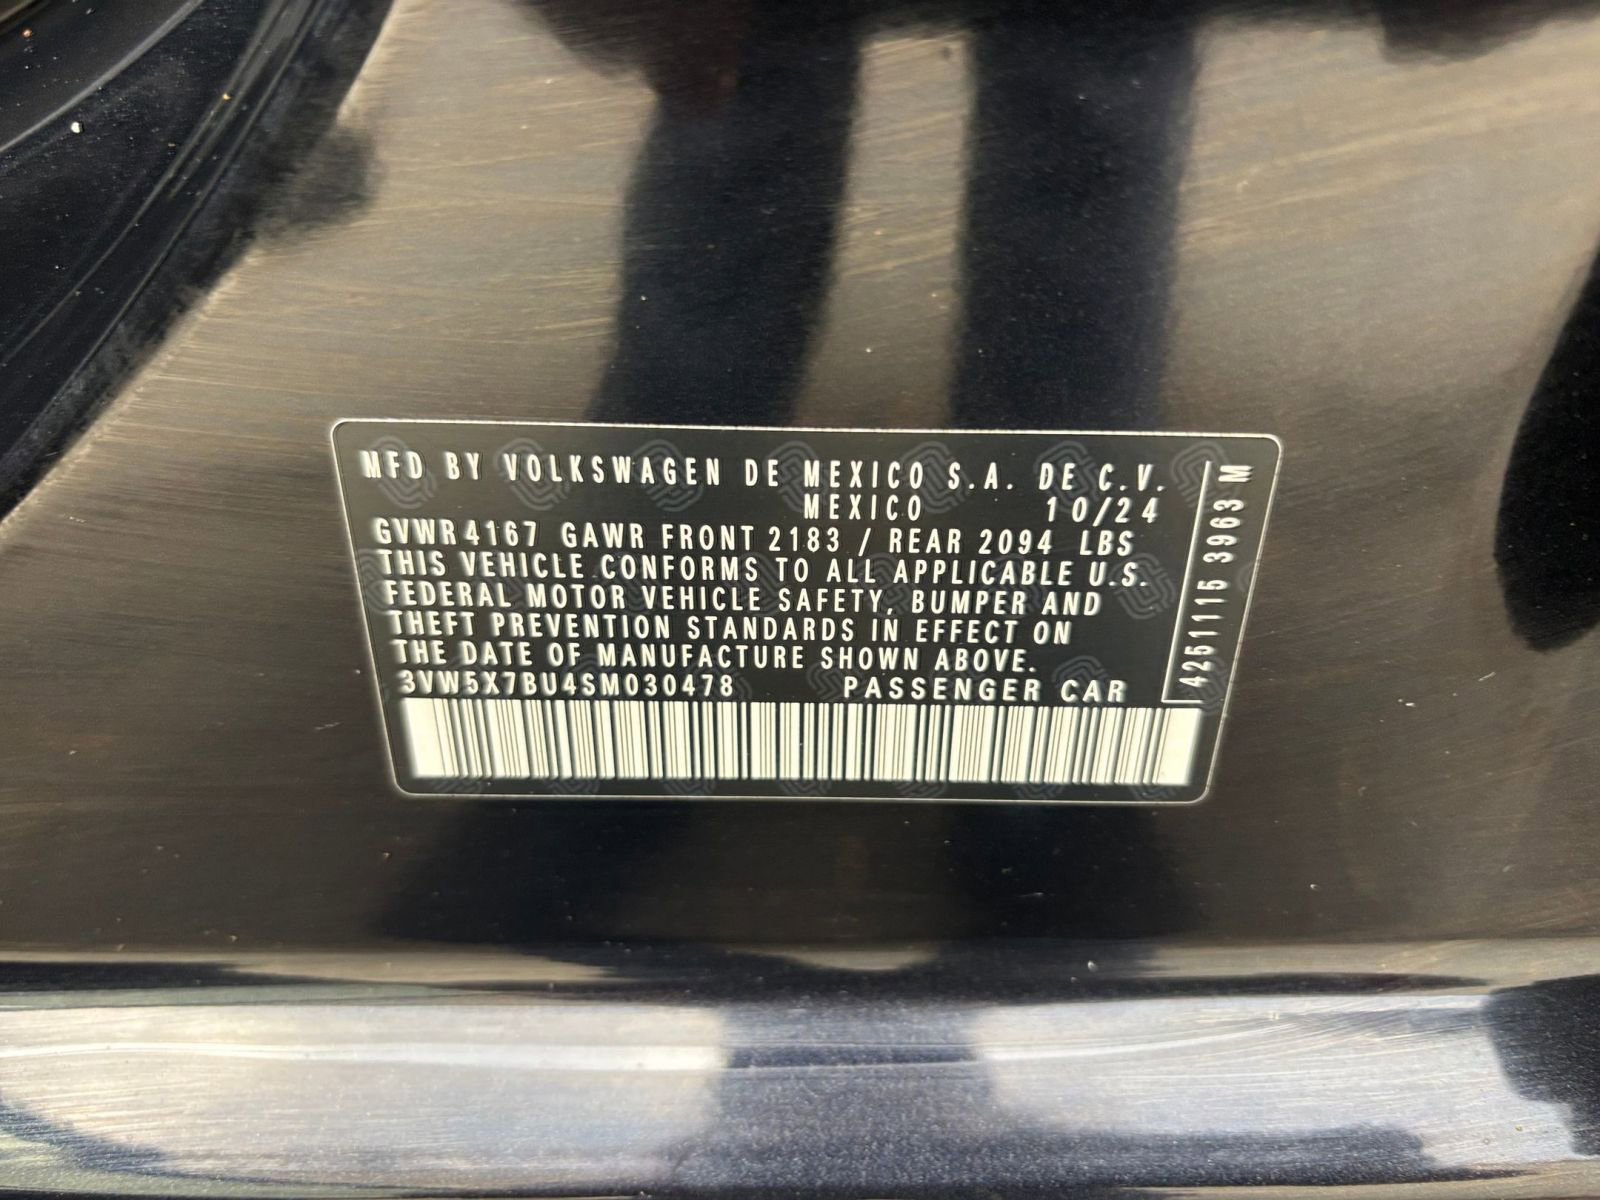 MFD BY VOLKSWAGEN DE MEXICO S.A. DE C.V.
MEXICO 10/24
GVWR 4167 GAWR FRONT 2183 / REAR 2094 LBS
THIS VEHICLE CONFORMS TO ALL APPLICABLE U.S.
FEDERAL MOTOR VEHICLE SAFETY, BUMPER AND
THEFT PREVENTION STANDARDS IN EFFECT ON
THE DATE OF MANUFACTURE SHOWN ABOVE.
3VW5X7BU4SM030478 PASSENGER CAR
4251115 3963 M